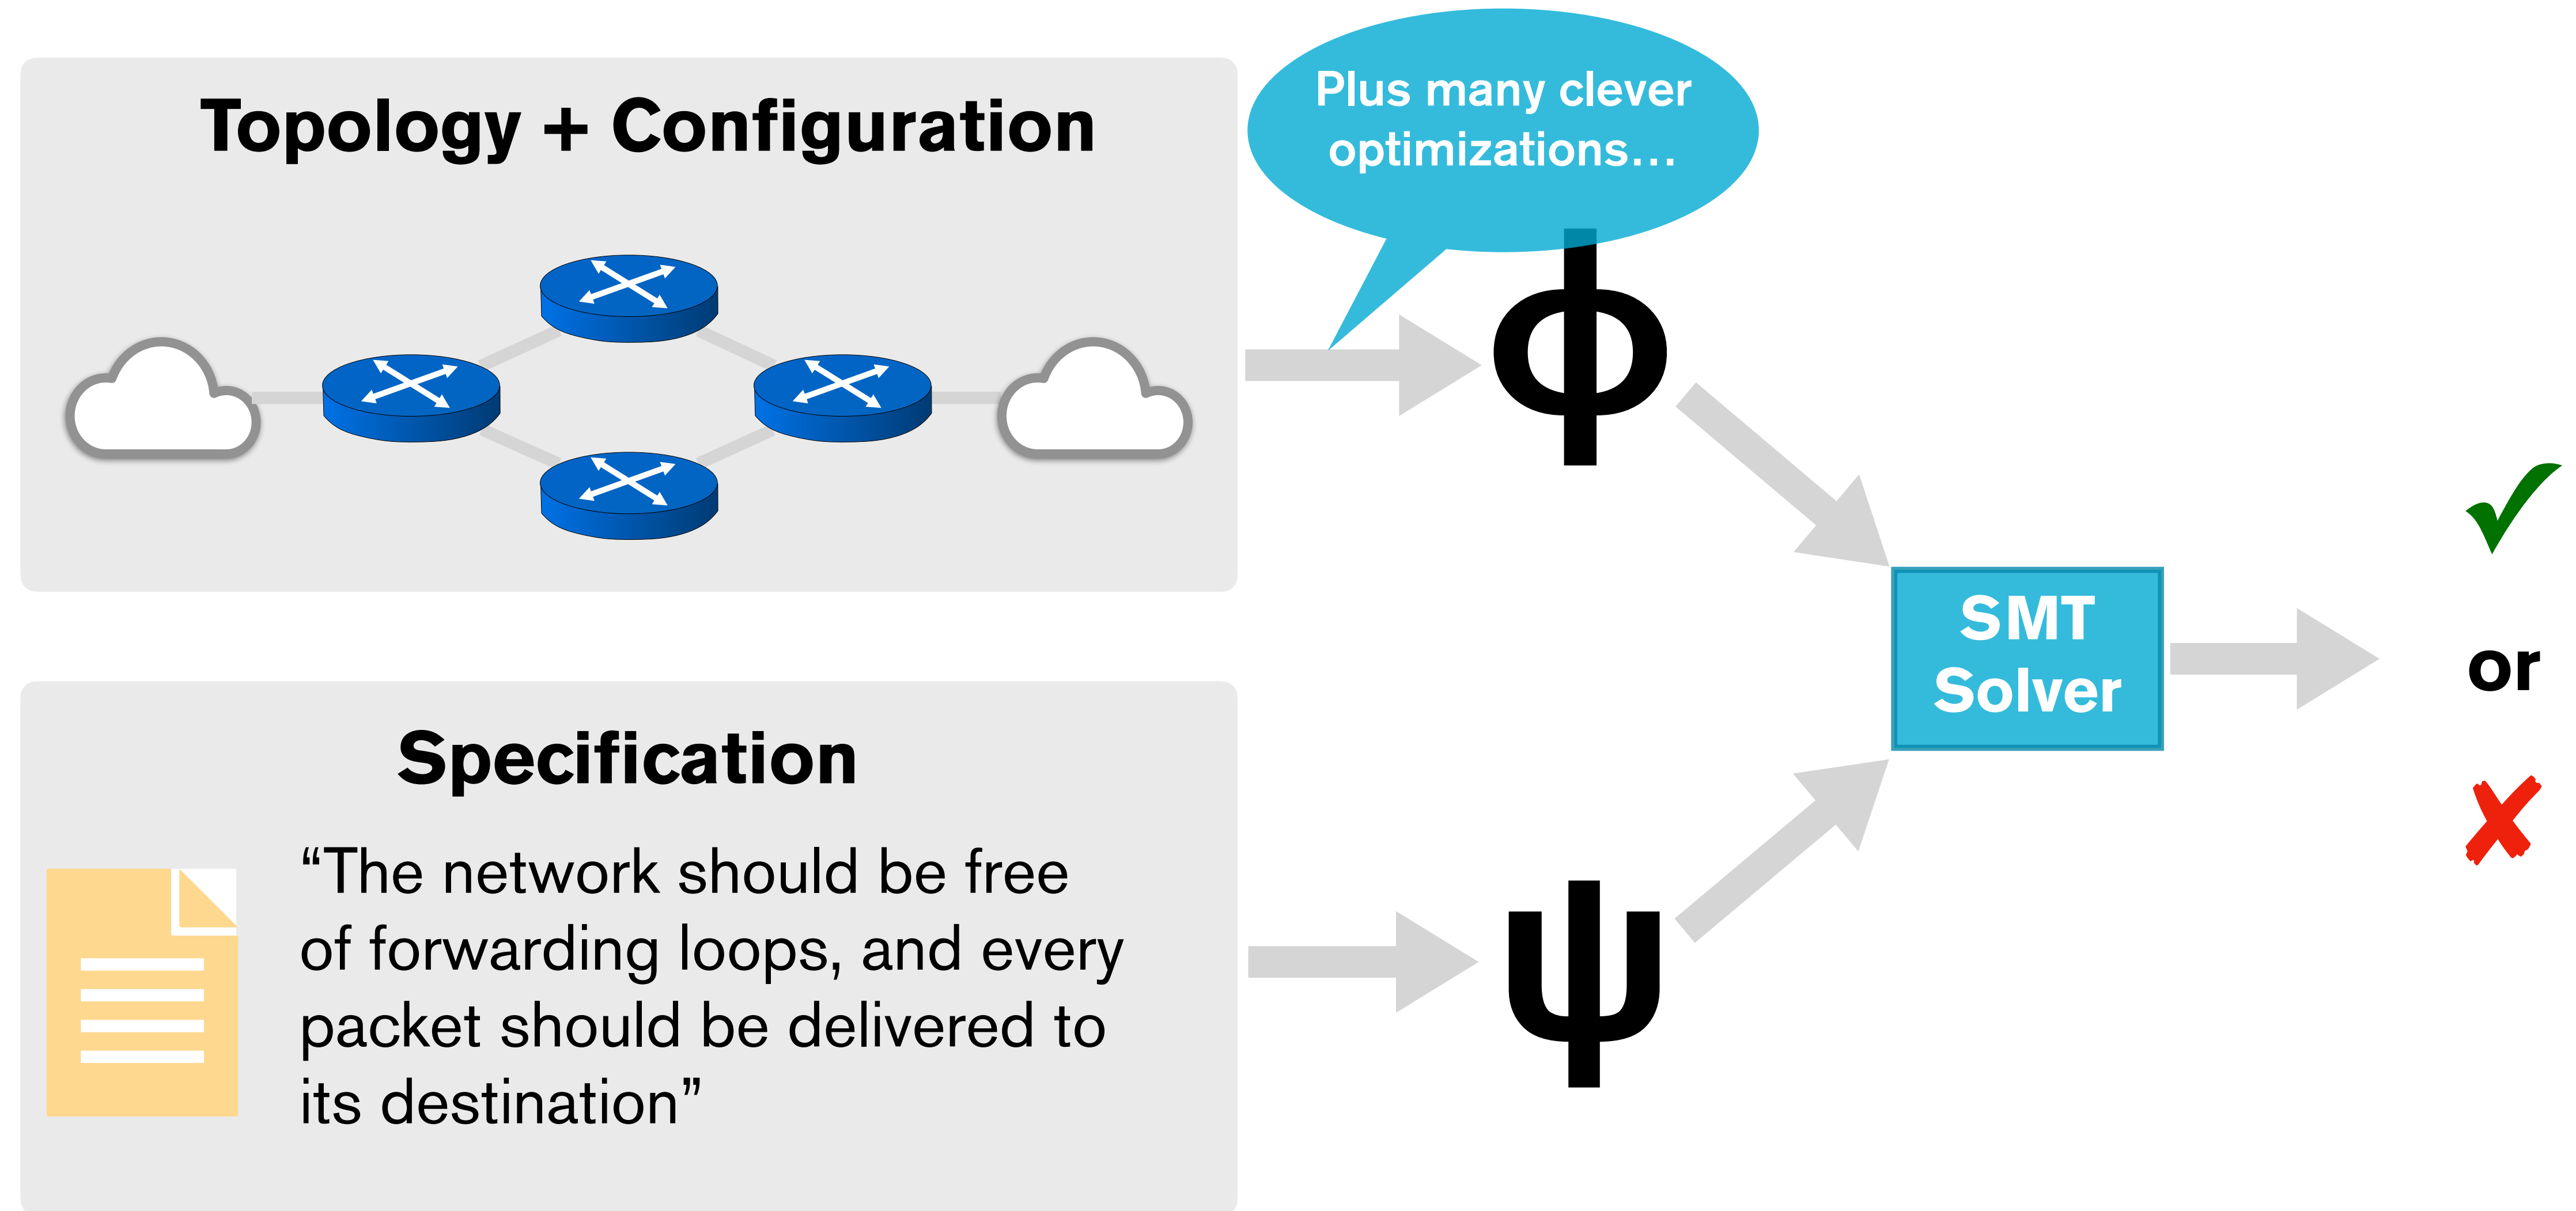 Topology + Configuration
Plus many clever
optimizations…
ϕ
SMT
Solver
or
Specification
“The network should be free
of forwarding loops, and every
packet should be delivered to
its destination”
ψ